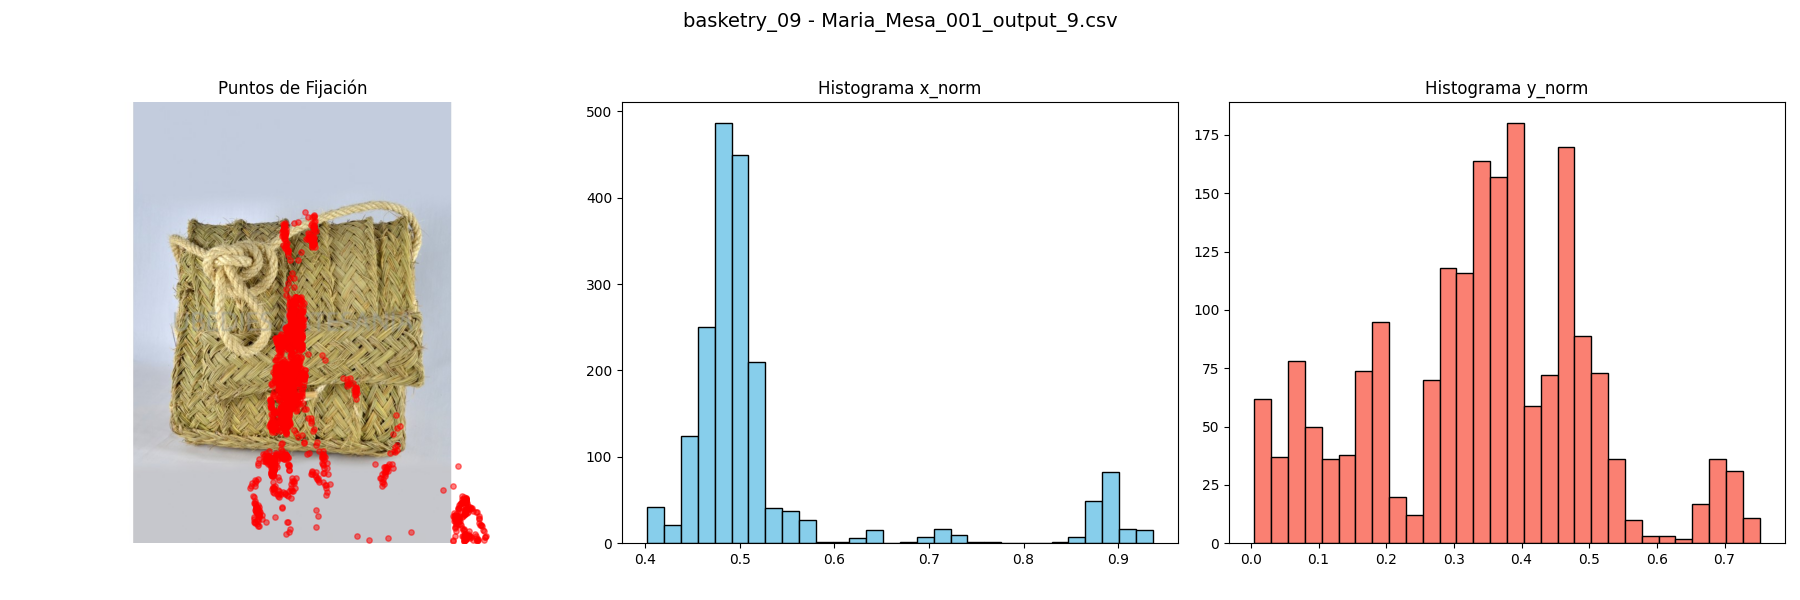 basketry_09 - Maria_Mesa_001_output_9.csv
Puntos de Fijación
Histograma x_norm
500
400
300
200
100
0
0.4 0.5 0.6 0.7 0.8 0.9
Histograma y_norm
175
150
125
100
75
50
25
0
0.0 0.1 0.2 0.3 0.4 0.5 0.6 0.7